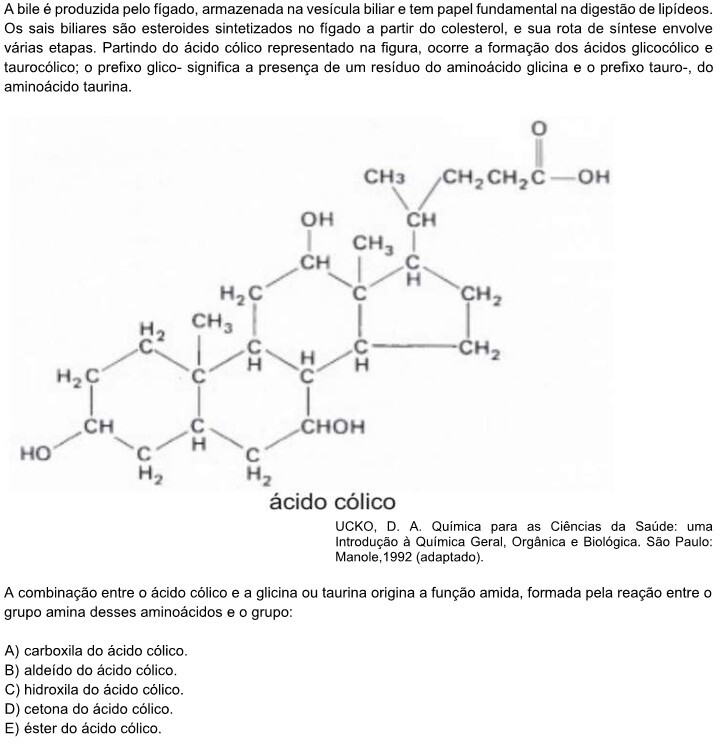 A bile é produzida pelo fígado, armazenada na vesícula biliar e tem papel fundamental na digestão de lipídeos.
Os sais biliares são esteroides sintetizados no fígado a partir do colesterol, e sua rota de síntese envolve
várias etapas. Partindo do ácido cólico representado na figura, ocorre a formação dos ácidos glicocólico e
taurocólico; o prefixo glico- significa a presença de um resíduo do aminoácido glicina e o prefixo tauro-, do
aminoácido taurina.
O
CH3 CH2CH2C—OH
OH CH
CH3
CH C
H
H2C C CH2
H2 CH3
C C H C CH2
H2C H C H
C
CH C CHOH
HO H
C C
H2 H2
ácido cólico
UCKO, D. A. Química para as Ciências da Saúde: uma
Introdução à Química Geral, Orgânica e Biológica. São Paulo:
Manole,1992 (adaptado).
A combinação entre o ácido cólico e a glicina ou taurina origina a função amida, formada pela reação entre o
grupo amina desses aminoácidos e o grupo:
A) carboxila do ácido cólico.
B) aldeído do ácido cólico.
C) hidroxila do ácido cólico.
D) cetona do ácido cólico.
E) éster do ácido cólico.